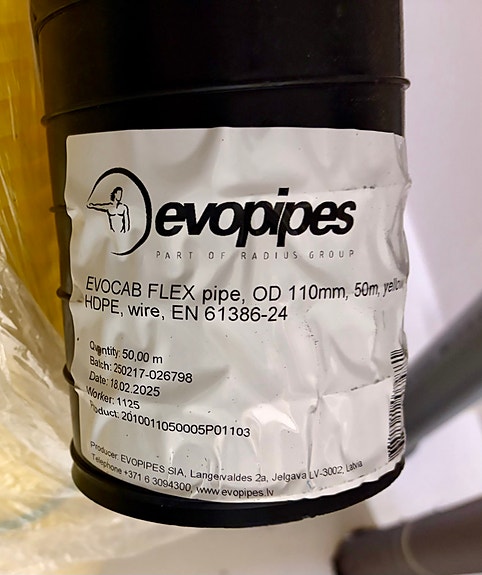 evopipes
PART OF RADIUS GROUP
EVOCAB FLEX pipe, OD 110mm, 50m, yellow
HDPE, wire, EN 61386-24
Quantity: 50,00 m
Batch: 250217-026798
Date: 18.02.2025
Worker: 1125
Product: 2010011050005P01103
Producer: EVOPIPES SIA, Langervaldes 2a, Jelgava LV-3002, Latvia
Telephone +371 6 3094300, www.evopipes.lv